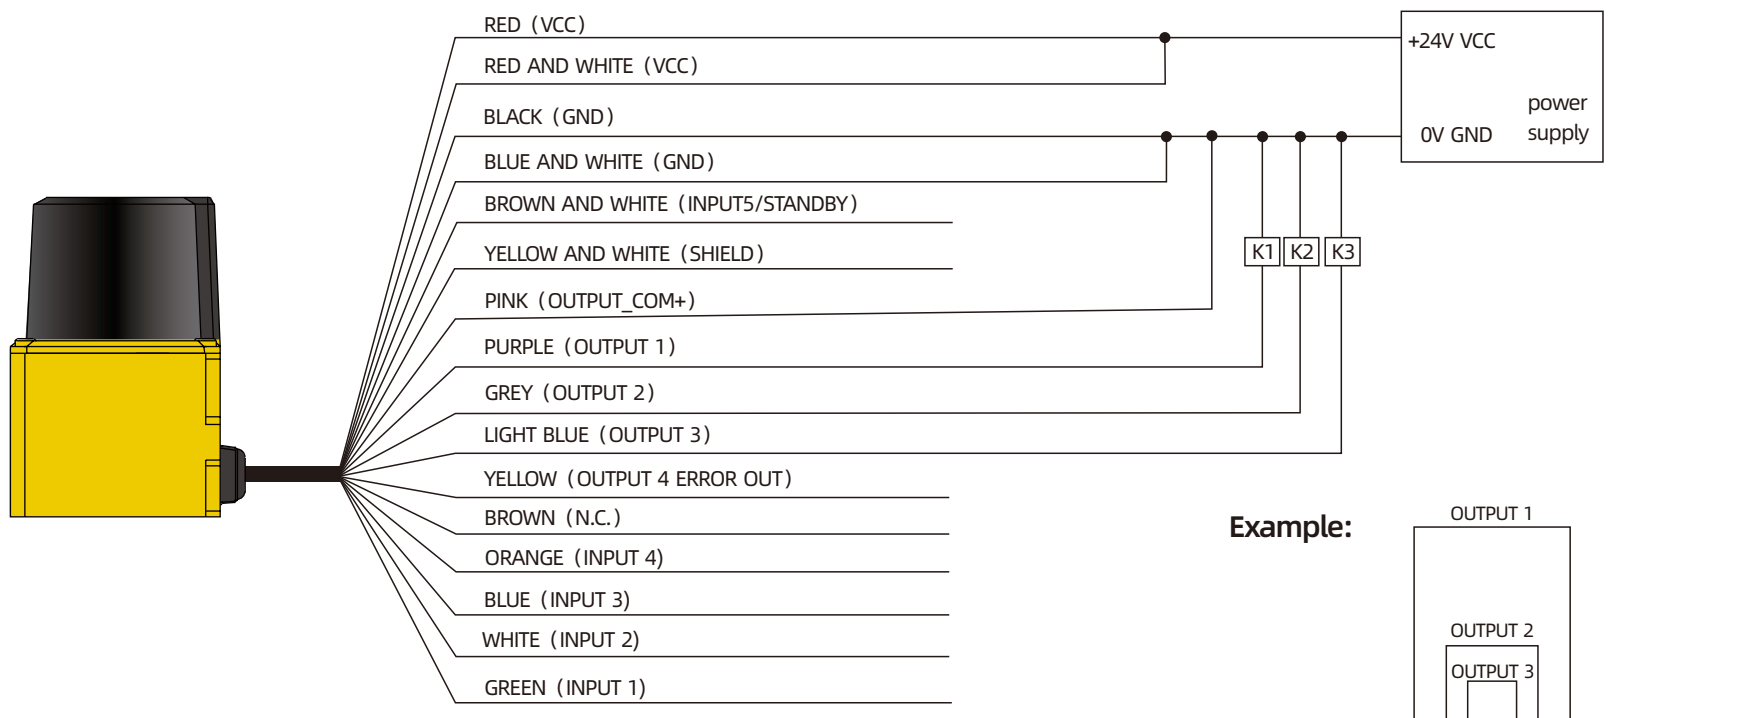 RED (VCC)
RED AND WHITE (VCC)
BLACK (GND)
BLUE AND WHITE (GND)
BROWN AND WHITE (INPUT5/STANDBY)
YELLOW AND WHITE (SHIELD)
PINK (OUTPUT_COM+)
PURPLE (OUTPUT 1)
GREY (OUTPUT 2)
LIGHT BLUE (OUTPUT 3)
YELLOW (OUTPUT 4 ERROR OUT)
BROWN (N.C.)
ORANGE (INPUT 4)
BLUE (INPUT 3)
WHITE (INPUT 2)
GREEN (INPUT 1)
+24V VCC
power
supply
0V GND
K1
K2
K3
Example:
OUTPUT 1
OUTPUT 2
OUTPUT 3